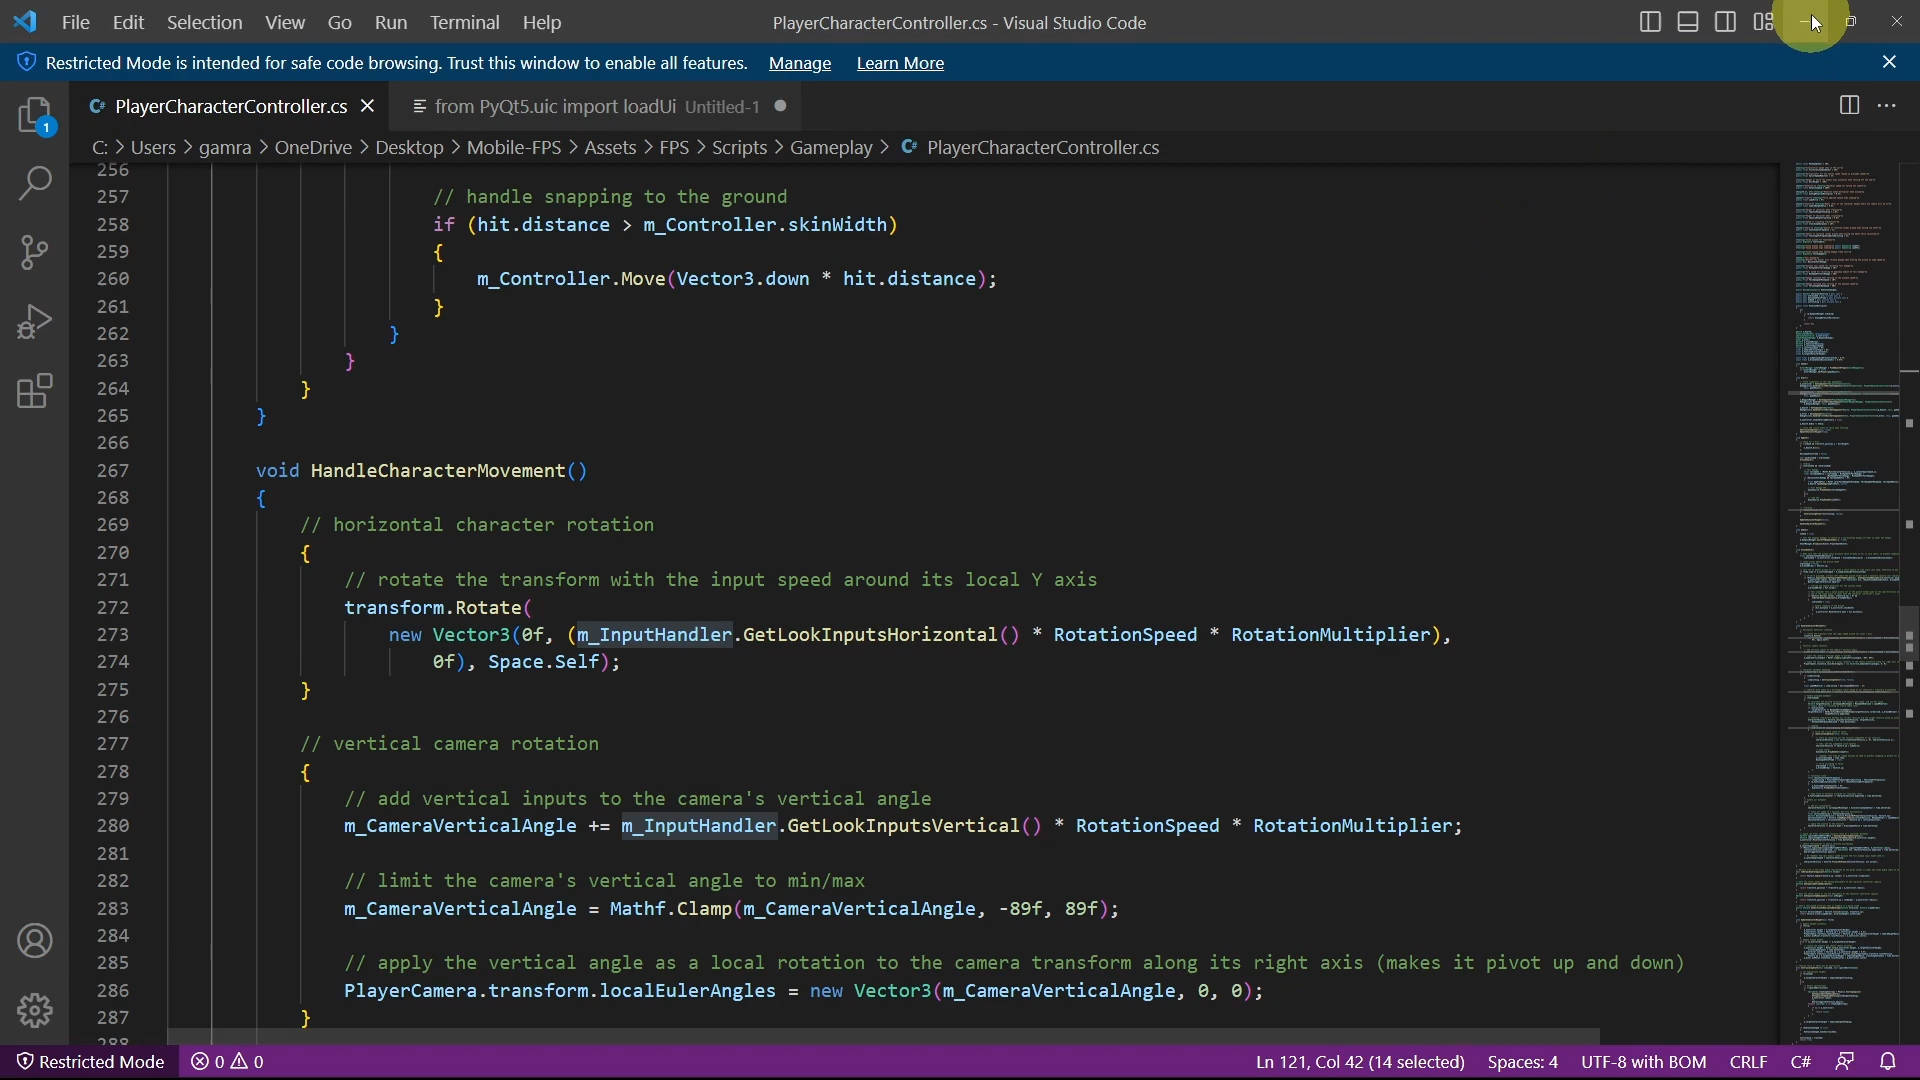 File Edit Selection View Go Run Terminal Help PlayerCharacterController.cs - Visual Studio Code
Restricted Mode is intended for safe code browsing. Trust this window to enable all features. Manage Learn More
C# PlayerCharacterController.cs from PyQt5.uic import loadUi Untitled-1
1
C: > Users > gamra > OneDrive > Desktop > Mobile-FPS > Assets > FPS > Scripts > Gameplay > C# PlayerCharacterController.cs
256
257 // handle snapping to the ground
258 if (hit.distance > m_Controller.skinWidth)
259 {
260 m_Controller.Move(Vector3.down * hit.distance);
261 }
262 }
263 }
264 }
265 }
266
267 void HandleCharacterMovement()
268 {
269 // horizontal character rotation
270 {
271 // rotate the transform with the input speed around its local Y axis
272 transform.Rotate(
273 new Vector3(0f, (m_InputHandler.GetLookInputsHorizontal() * RotationSpeed * RotationMultiplier),
274 0f), Space.Self);
275 }
276
277 // vertical camera rotation
278 {
279 // add vertical inputs to the camera's vertical angle
280 m_CameraVerticalAngle += m_InputHandler.GetLookInputsVertical() * RotationSpeed * RotationMultiplier;
281
282 // limit the camera's vertical angle to min/max
283 m_CameraVerticalAngle = Mathf.Clamp(m_CameraVerticalAngle, -89f, 89f);
284
285 // apply the vertical angle as a local rotation to the camera transform along its right axis (makes it pivot up and down)
286 PlayerCamera.transform.localEulerAngles = new Vector3(m_CameraVerticalAngle, 0, 0);
287 }
288
Restricted Mode 0 0 Ln 121, Col 42 (14 selected) Spaces: 4 UTF-8 with BOM CRLF C#